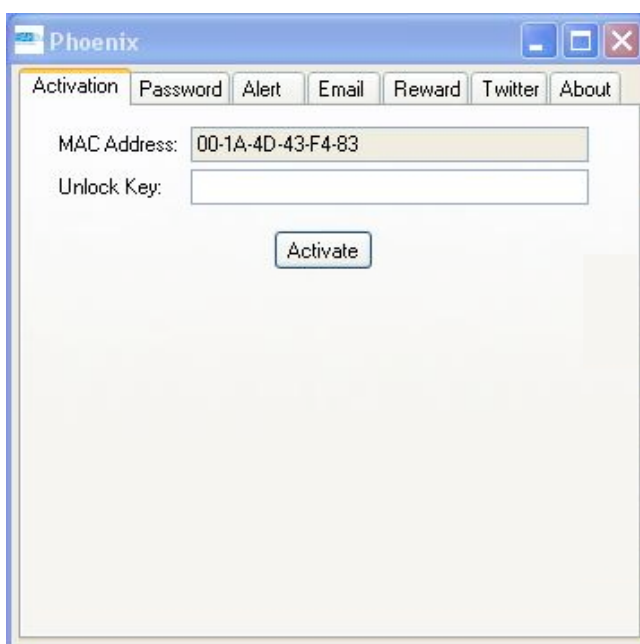 Phoenix
Activation Password Alert Email Reward Twitter About
MAC Address: 00-1A-4D-43-F4-83
Unlock Key:
Activate